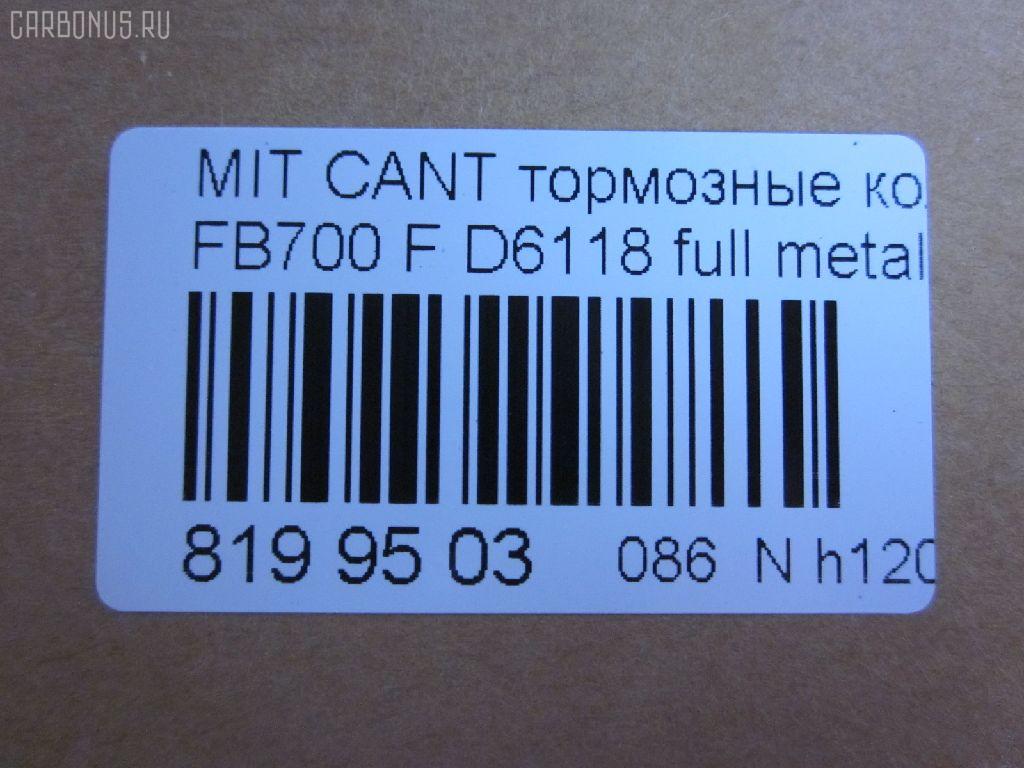 CARBONUS.RU
MIT CANT тормозные ко
FB700 F D6118 full metal
819 95 03 086 N h120